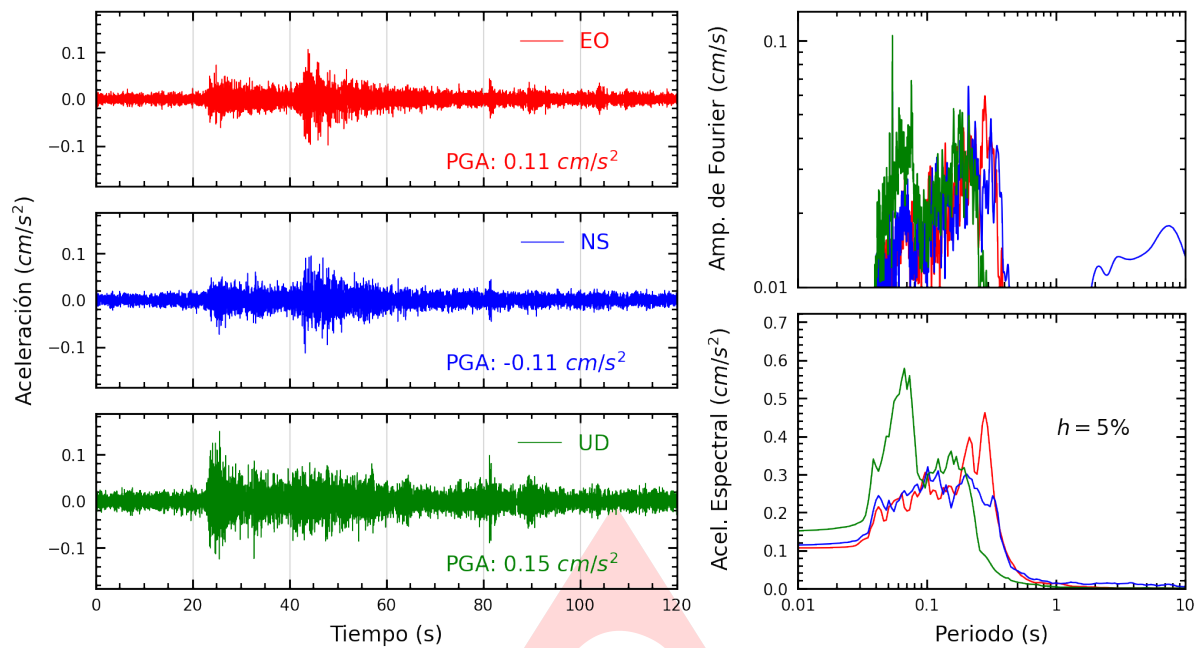 Aceleración (cm/s²)
0.1
0.0
−0.1
EO
PGA: 0.11 cm/s²
0.1
0.0
−0.1
NS
PGA: -0.11 cm/s²
0.1
0.0
−0.1
UD
PGA: 0.15 cm/s²
0 20 40 60 80 100 120
Tiempo (s)
Amp. de Fourier (cm/s)
0.1
0.01
Acel. Espectral (cm/s²)
0.7
0.6
0.5
0.4
0.3
0.2
0.1
0.0
h = 5%
0.01 0.1 1 10
Periodo (s)